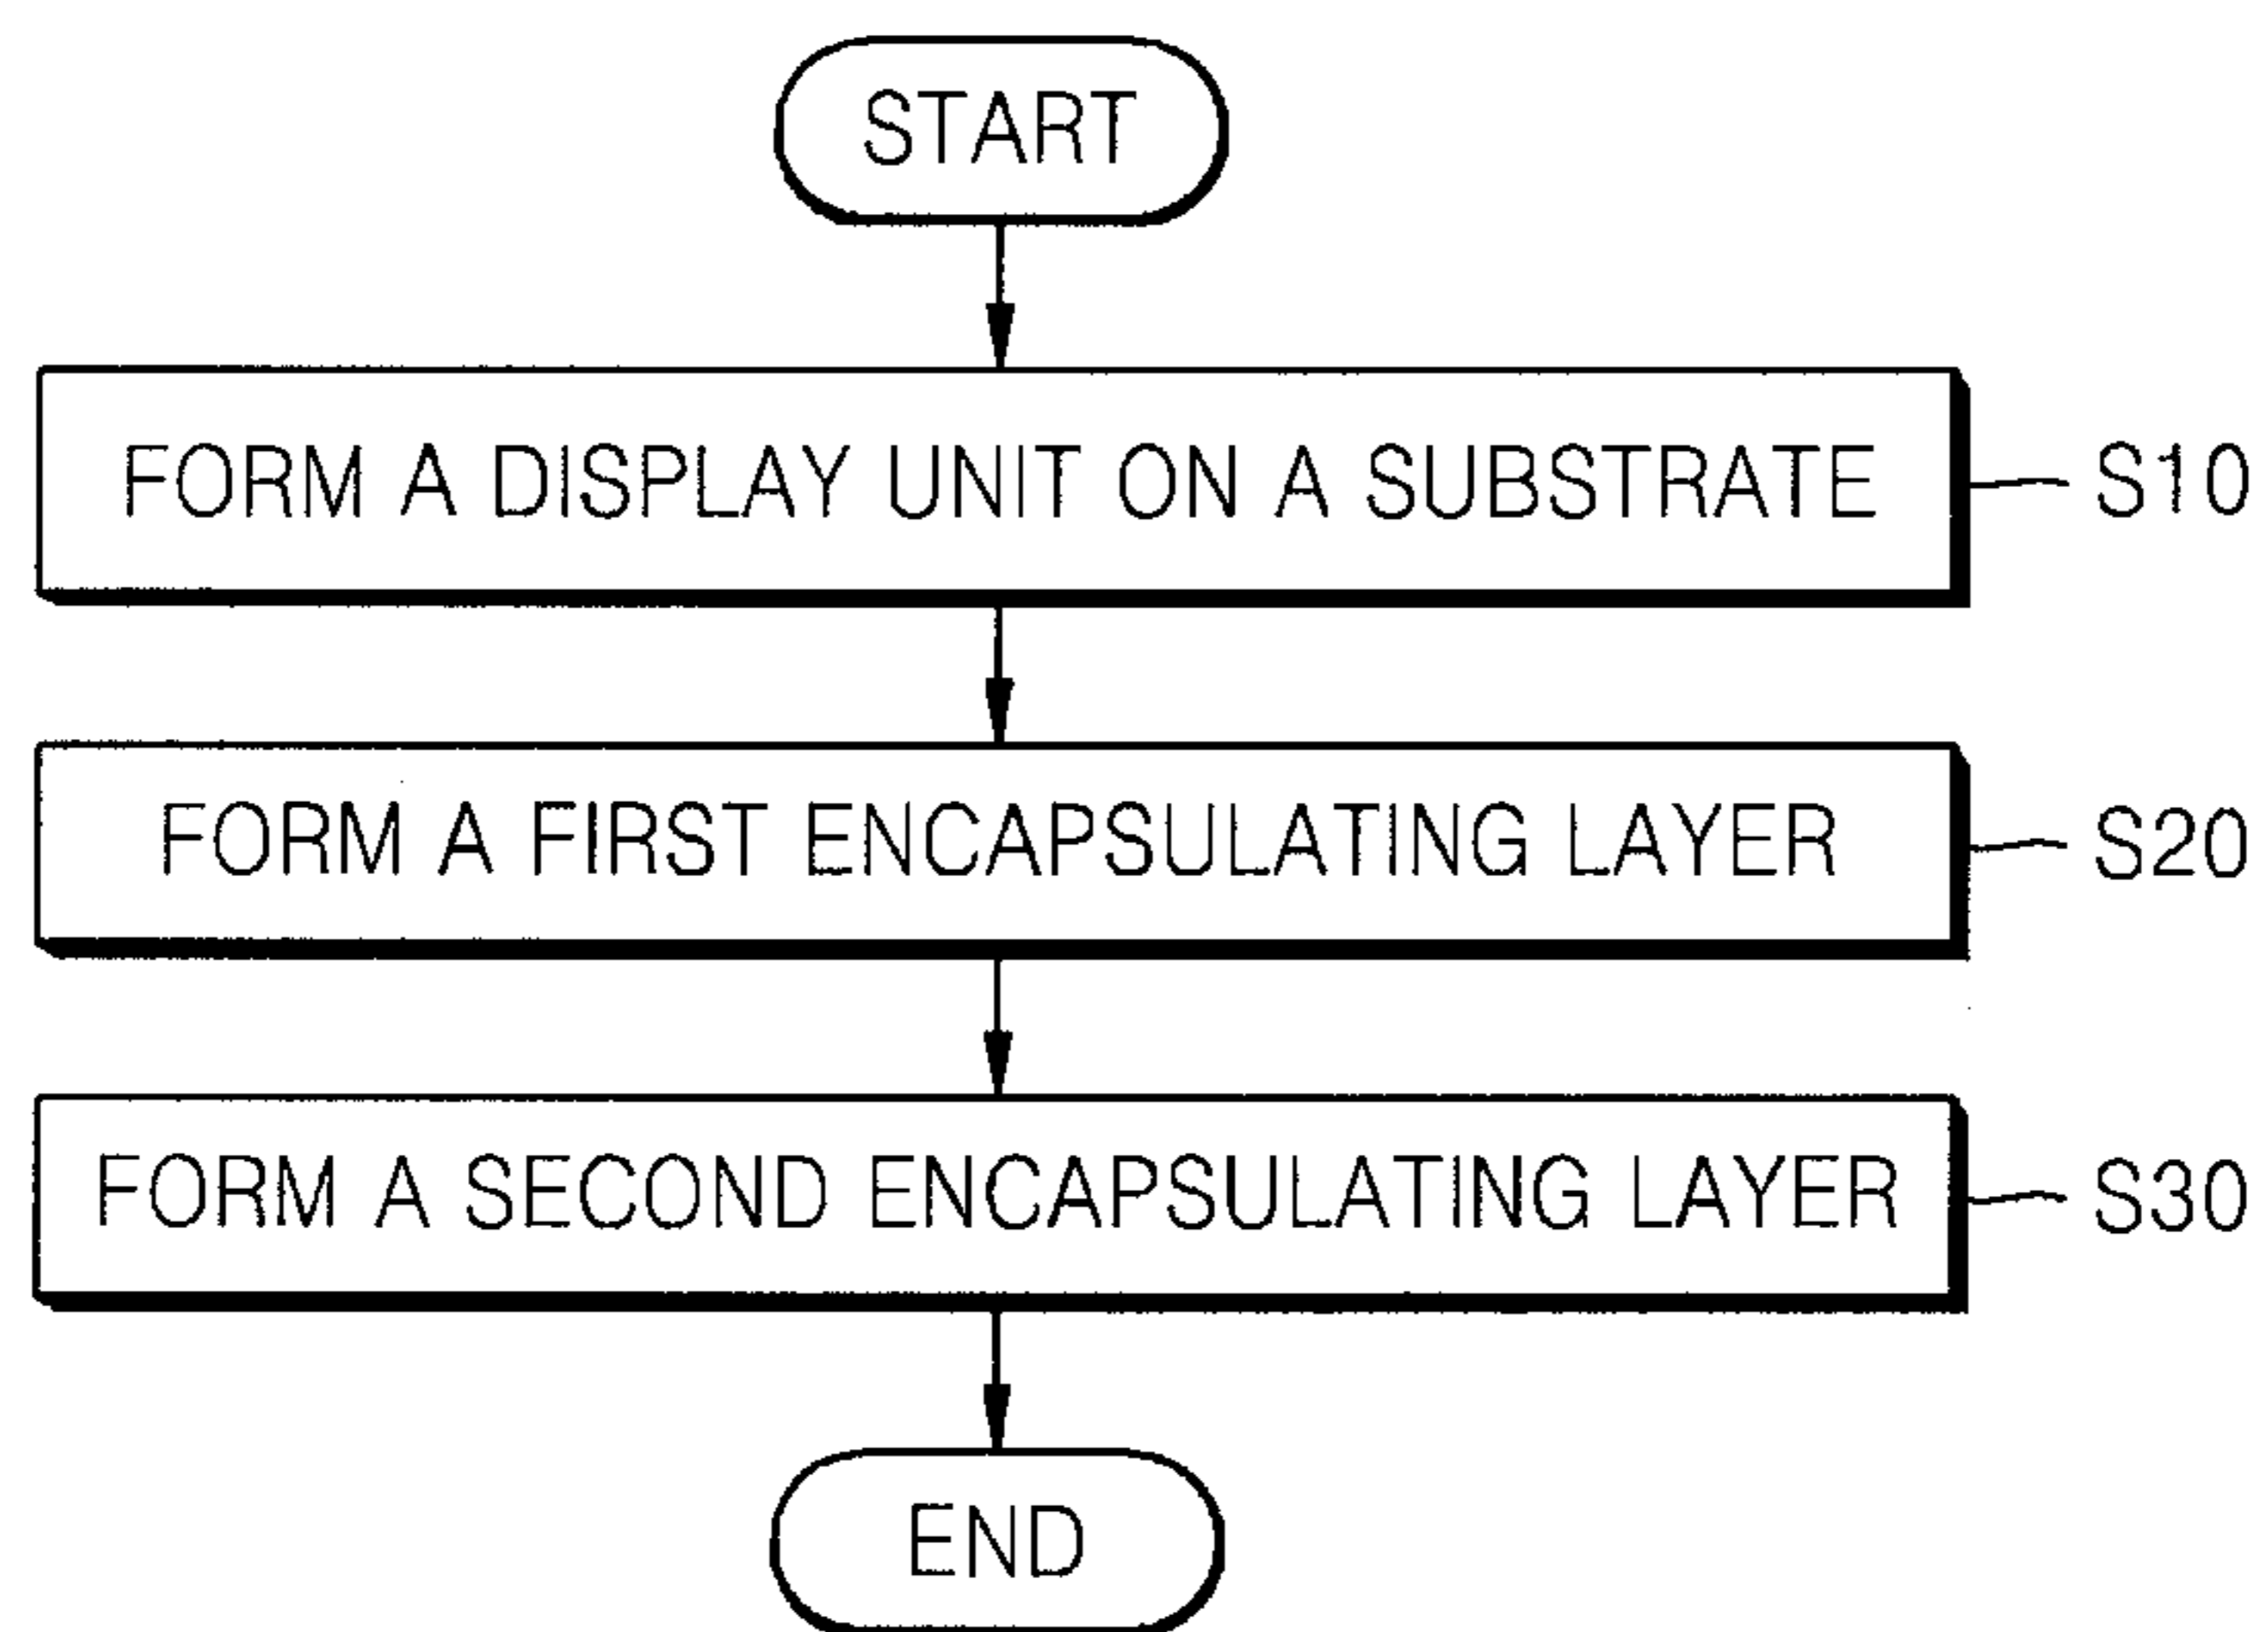 START
FORM A DISPLAY UNIT ON A SUBSTRATE
S10
FORM A FIRST ENCAPSULATING LAYER
S20
FORM A SECOND ENCAPSULATING LAYER
S30
END